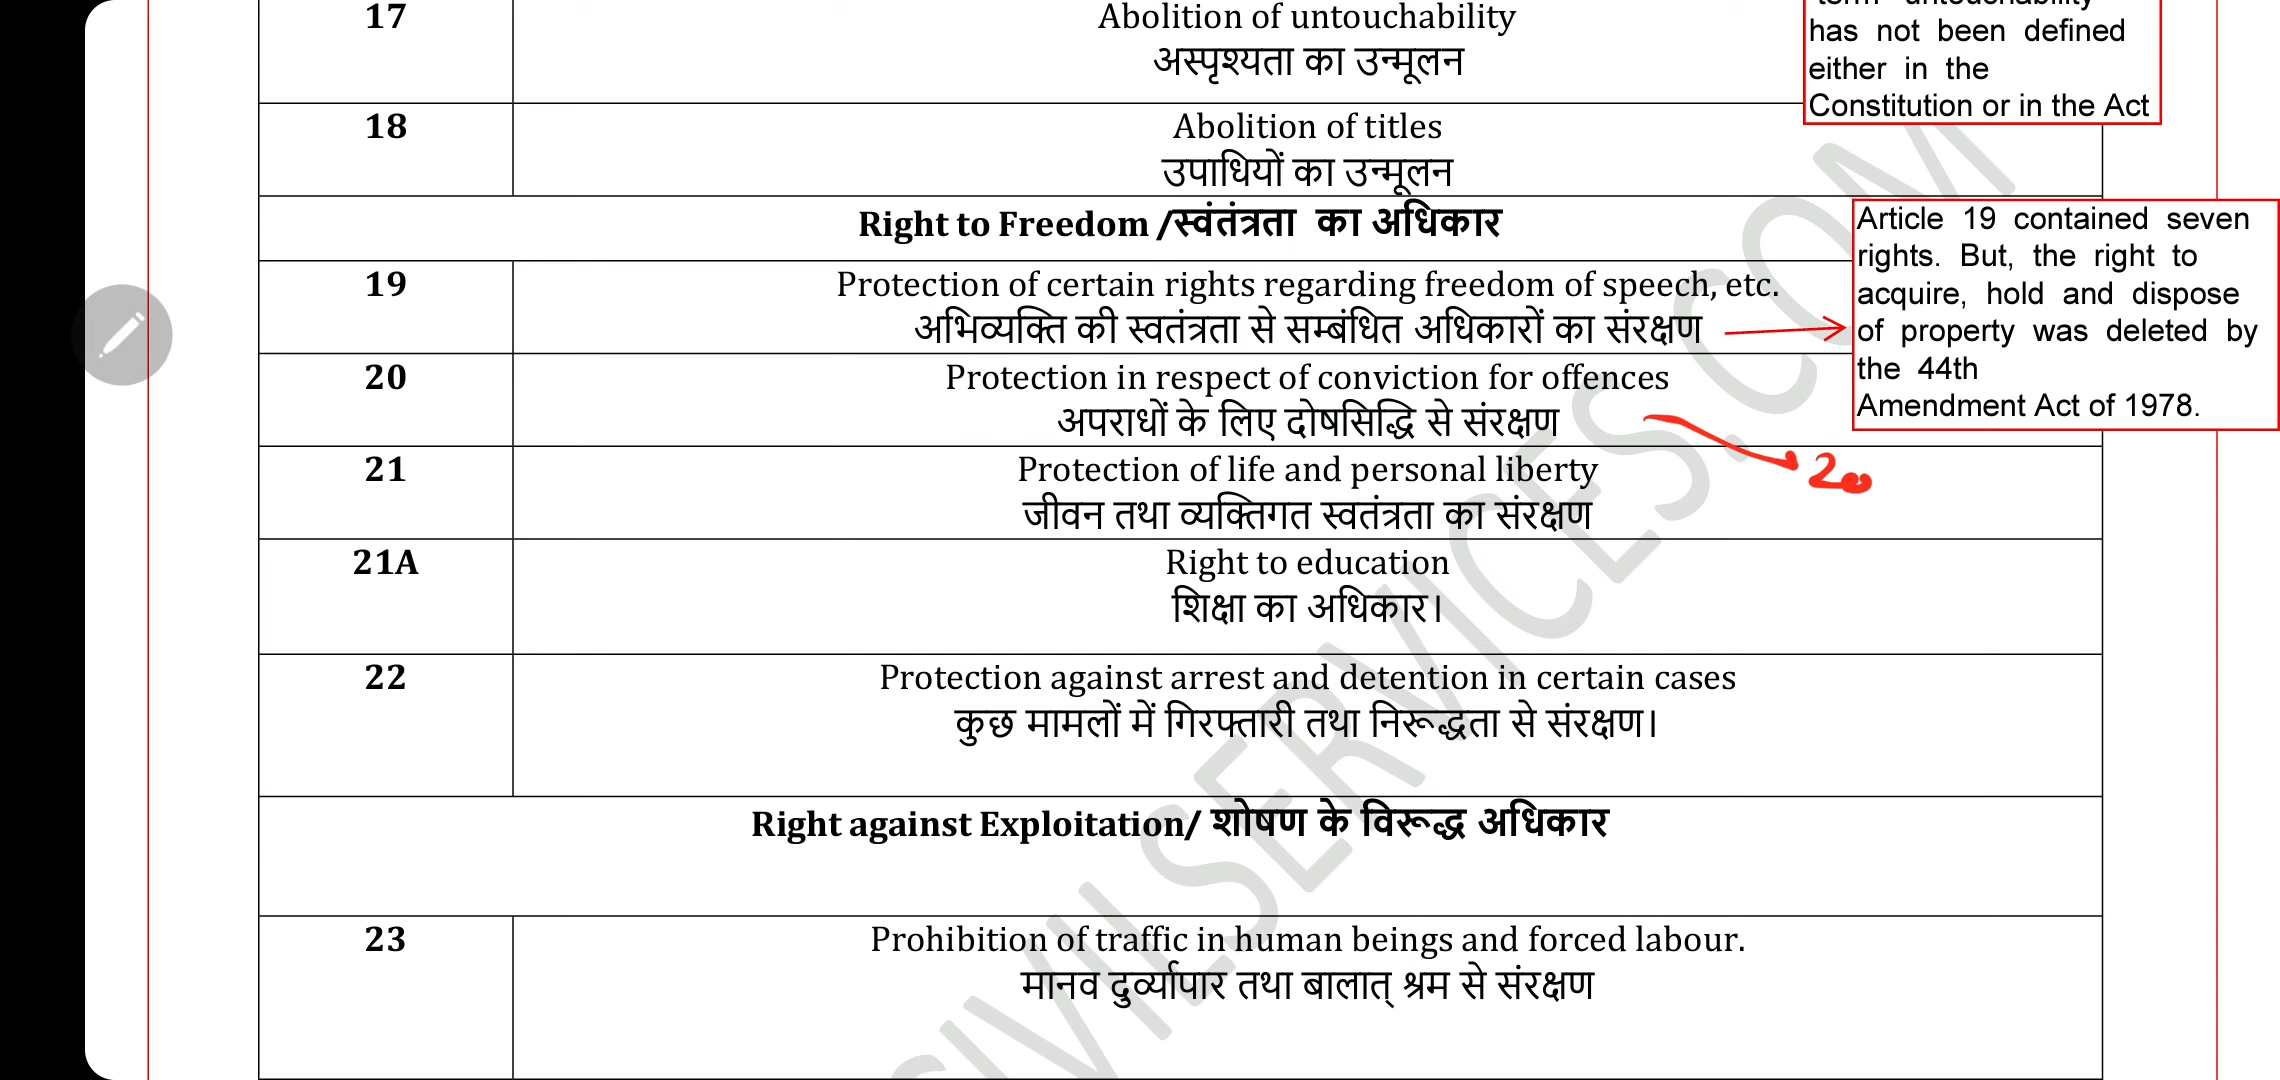 17
Abolition of untouchability
अस्पृश्यता का उन्मूलन
has not been defined
either in the
Constitution or in the Act
18
Abolition of titles
उपाधियों का उन्मूलन
Right to Freedom /स्वंतंत्रता का अधिकार
Article 19 contained seven
rights. But, the right to
acquire, hold and dispose
of property was deleted by
the 44th
Amendment Act of 1978.
19
Protection of certain rights regarding freedom of speech, etc.
अभिव्यक्ति की स्वतंत्रता से सम्बंधित अधिकारों का संरक्षण
20
Protection in respect of conviction for offences
अपराधों के लिए दोषसिद्धि से संरक्षण
21
Protection of life and personal liberty
जीवन तथा व्यक्तिगत स्वतंत्रता का संरक्षण
21A
Right to education
शिक्षा का अधिकार।
22
Protection against arrest and detention in certain cases
कुछ मामलों में गिरफ्तारी तथा निरूद्धता से संरक्षण।
Right against Exploitation/ शोषण के विरूद्ध अधिकार
23
Prohibition of traffic in human beings and forced labour.
मानव दुर्व्यापार तथा बालात् श्रम से संरक्षण
CIVILSERVICES.COM